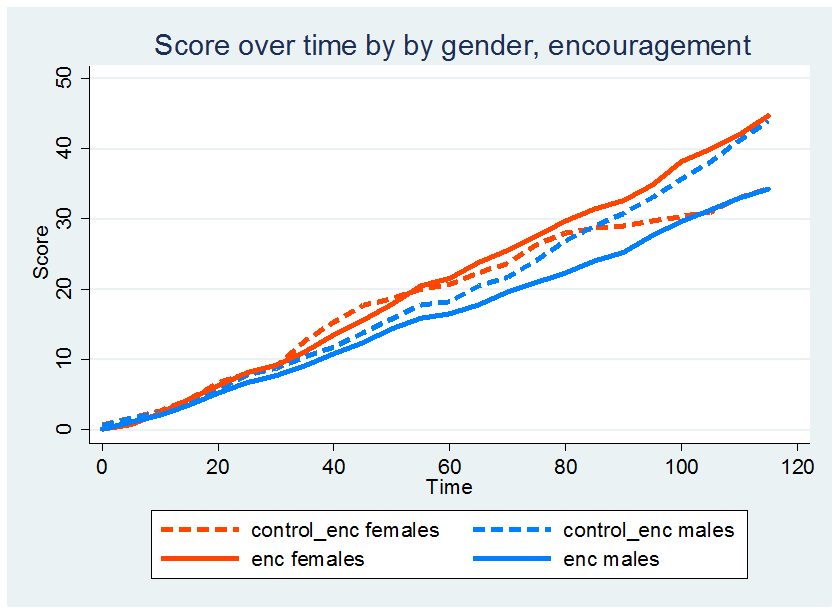 Score over time by by gender, encouragement
50
40
30
20
10
0
Score
0 20 40 60 80 100 120
Time
control_enc females control_enc males
enc females enc males